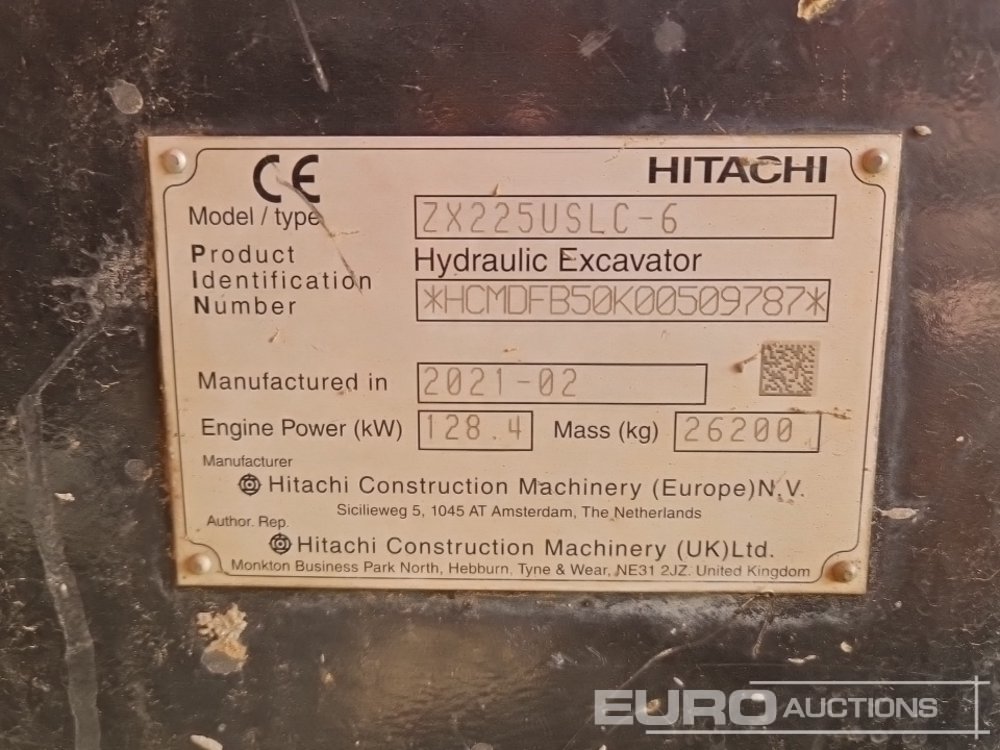 CE HITACHI
Model / type ZX225USLC-6
Product Hydraulic Excavator
Identification
Number *HCMDFB50K00509787*
Manufactured in 2021-02
Engine Power (kW) 128.4 Mass (kg) 26200
Manufacturer
Hitachi Construction Machinery (Europe)N.V.
Sicilieweg 5, 1045 AT Amsterdam, The Netherlands
Author. Rep.
Hitachi Construction Machinery (UK)Ltd.
Monkton Business Park North, Hebburn, Tyne & Wear, NE31 2JZ. United Kingdom
EURO AUCTIONS